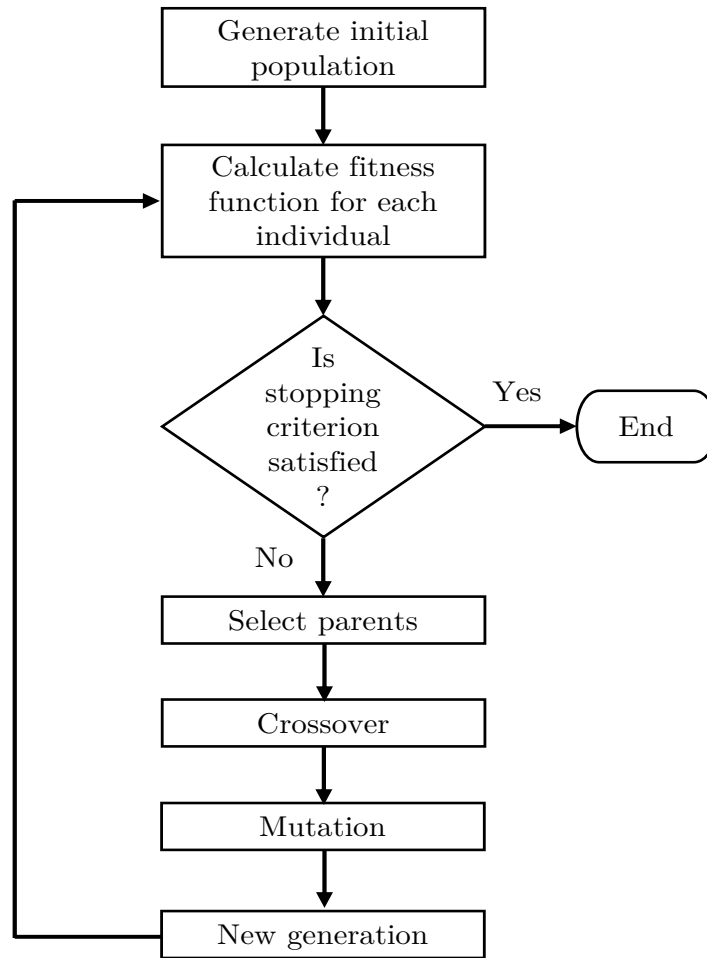 Generate initial
population
Calculate fitness
function for each
individual
Is
stopping
criterion
satisfied
?
Yes
End
No
Select parents
Crossover
Mutation
New generation